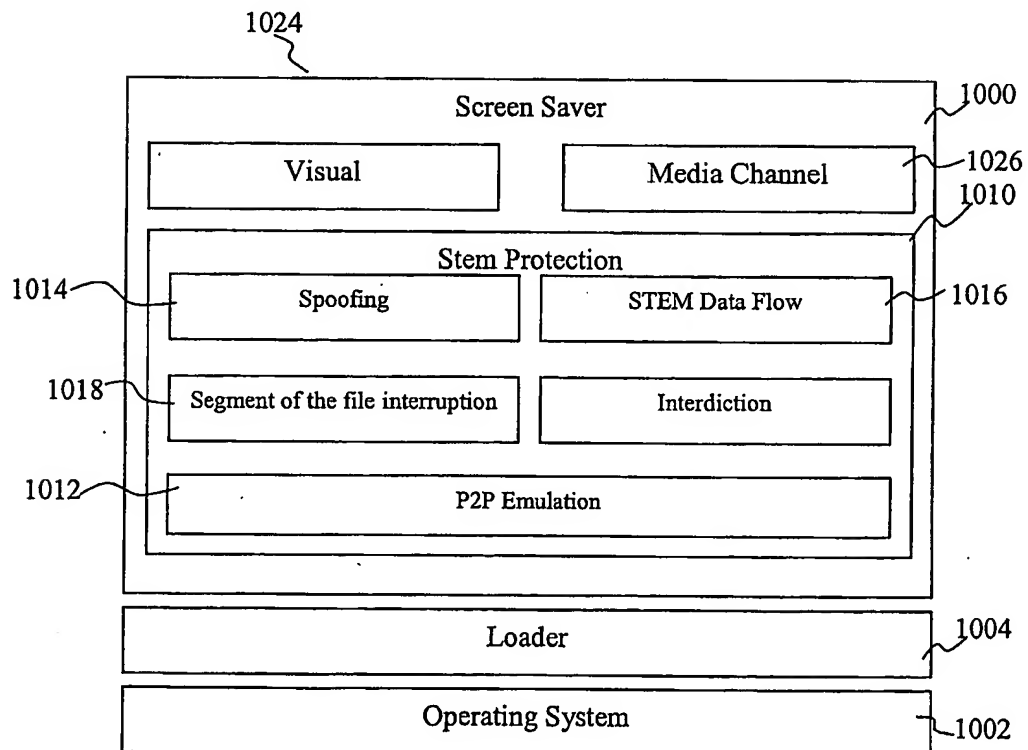 1024
Screen Saver
1000
Visual
Media Channel
1026
1010
Stem Protection
1014
Spoofing
STEM Data Flow
1016
1018
Segment of the file interruption
Interdiction
1012
P2P Emulation
Loader
1004
Operating System
1002